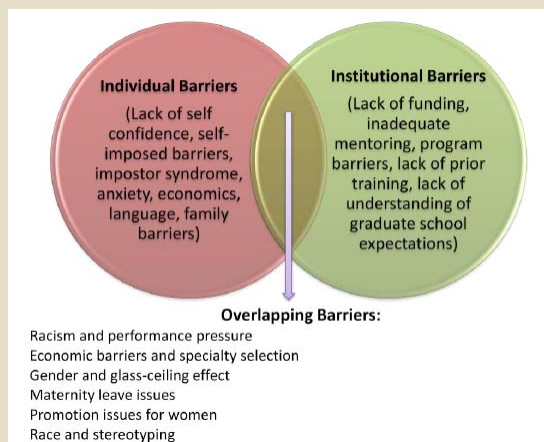 Individual Barriers
(Lack of self
confidence, self-
imposed barriers,
impostor syndrome,
anxiety, economics,
language, family
barriers)
Institutional Barriers
(Lack of funding,
inadequate
mentoring, program
barriers, lack of prior
training, lack of
understanding of
graduate school
expectations)
Overlapping Barriers:
Racism and performance pressure
Economic barriers and specialty selection
Gender and glass-ceiling effect
Maternity leave issues
Promotion issues for women
Race and stereotyping